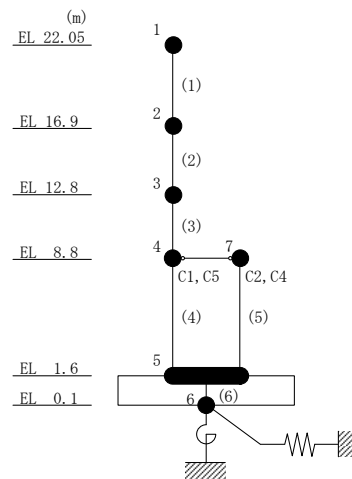 (m)
1
EL 22.05
(1)
2
EL 16.9
(2)
3
EL 12.8
(3)
4
7
EL 8.8
C1, C5
C2, C4
(4)
(5)
5
EL 1.6
6
(6)
EL 0.1